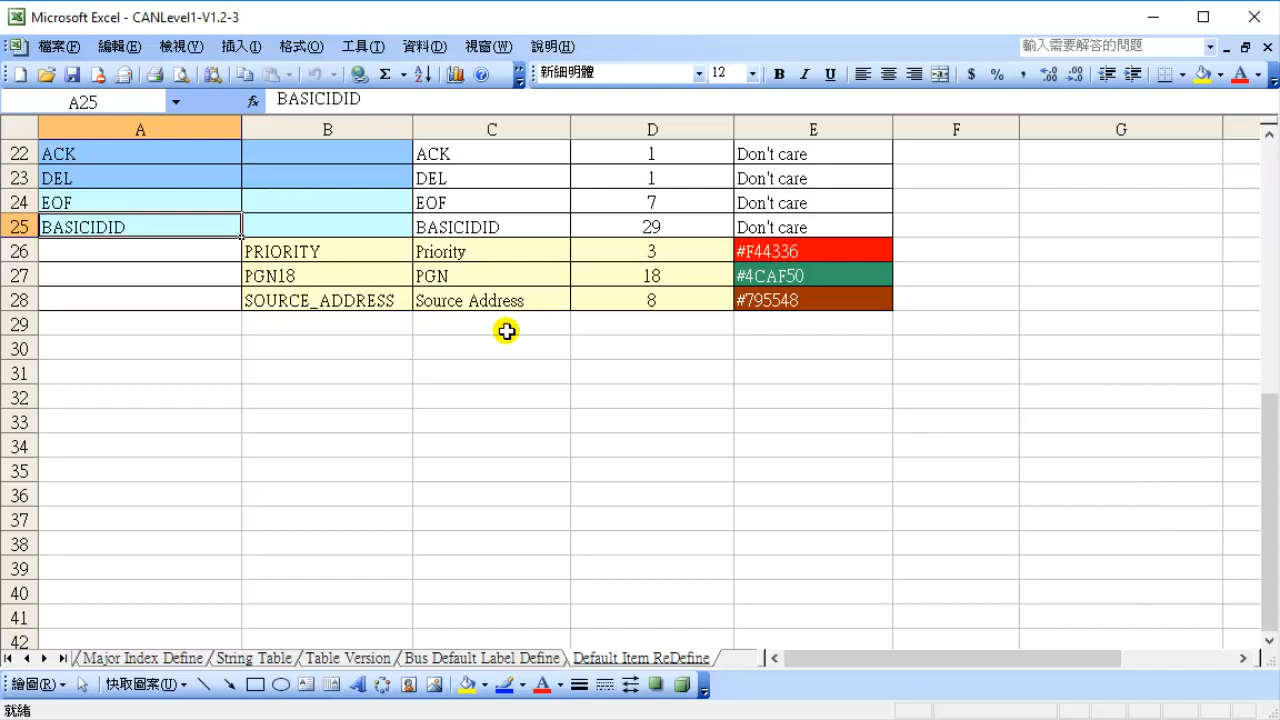 Microsoft Excel - CANLevel1-V1.2-3
檔案(F) 編輯(E) 檢視(V) 插入(I) 格式(O) 工具(T) 資料(D) 視窗(W) 說明(H) 輸入需要解答的問題
新細明體 12 B I U $ % ,
A25 fx BASICIDID
A B C D E F G
22 ACK ACK 1 Don't care
23 DEL DEL 1 Don't care
24 EOF EOF 7 Don't care
25 BASICIDID BASICIDID 29 Don't care
26 PRIORITY Priority 3 #F44336
27 PGN18 PGN 18 #4CAF50
28 SOURCE_ADDRESS Source Address 8 #795548
29
30
31
32
33
34
35
36
37
38
39
40
41
42
Major Index Define String Table Table Version Bus Default Label Define Default Item ReDefine
繪圖(R) 快取圖案(U) A A
就緒